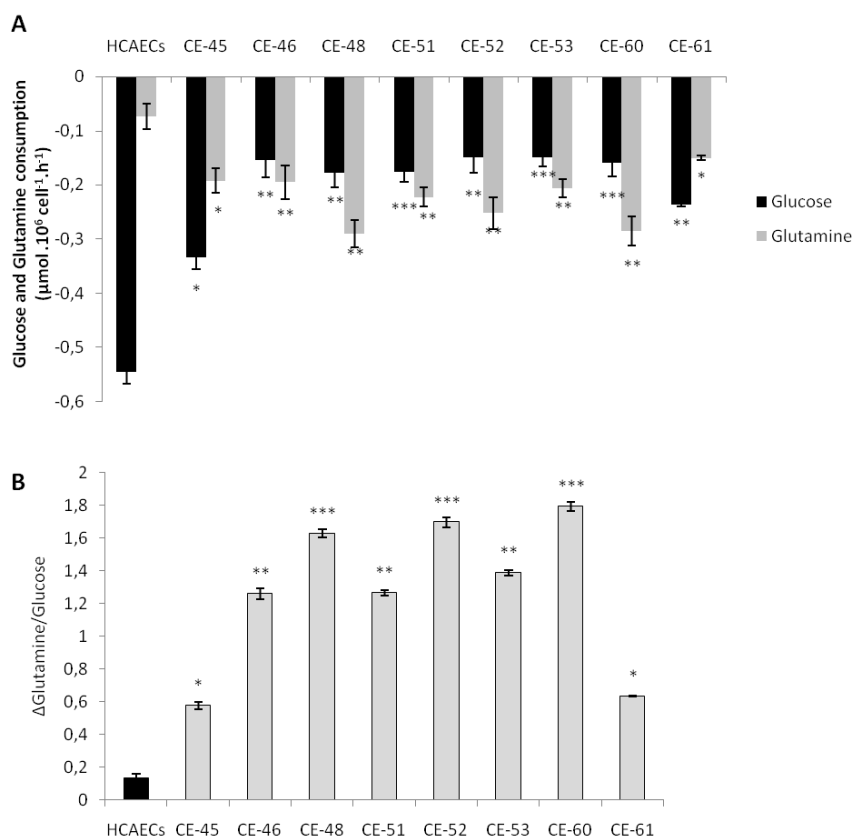 A
HCAECs CE-45 CE-46 CE-48 CE-51 CE-52 CE-53 CE-60 CE-61
Glucose and Glutamine consumption
(µmol.10⁶ cell⁻¹.h⁻¹)
0
-0,1
-0,2
-0,3
-0,4
-0,5
-0,6
* * ** ** ** ** *** ** ** ** *** ** *** ** ** *
Glucose
Glutamine
B
ΔGlutamine/Glucose
2
1,8
1,6
1,4
1,2
1
0,8
0,6
0,4
0,2
0
* ** *** ** *** ** *** *
HCAECs CE-45 CE-46 CE-48 CE-51 CE-52 CE-53 CE-60 CE-61